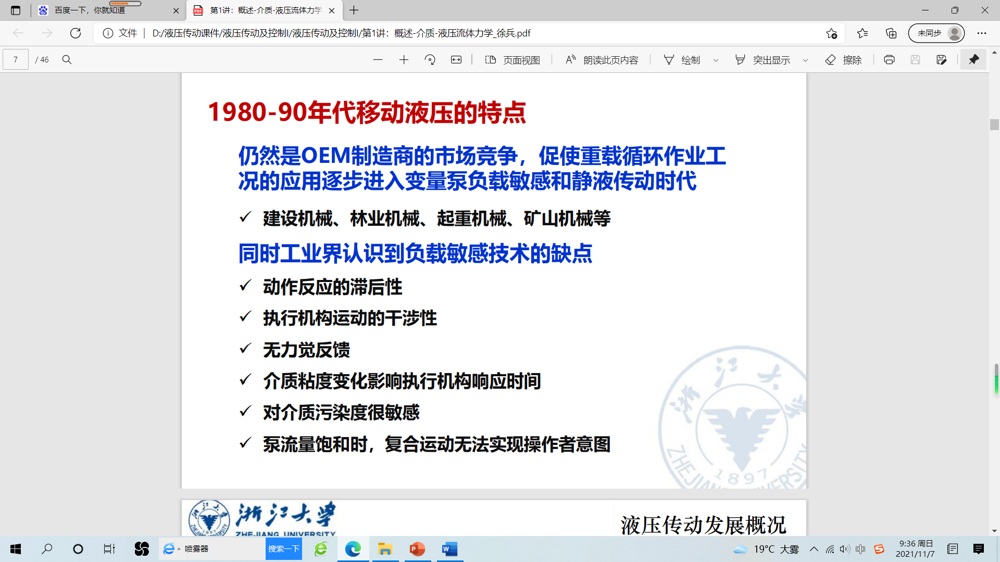 百度一下，你就知道
第1讲：概述-介质-液压流体力学
文件
D:/液压传动课件/液压传动及控制I/液压传动及控制I/第1讲：概述-介质-液压流体力学_徐兵.pdf
未同步
7 / 46
页面视图
朗读此页内容
绘制
突出显示
擦除
1980-90年代移动液压的特点
仍然是OEM制造商的市场竞争，促使重载循环作业工
况的应用逐步进入变量泵负载敏感和静液传动时代
✓ 建设机械、林业机械、起重机械、矿山机械等
同时工业界认识到负载敏感技术的缺点
✓ 动作反应的滞后性
✓ 执行机构运动的干涉性
✓ 无力觉反馈
✓ 介质粘度变化影响执行机构响应时间
✓ 对介质污染度很敏感
✓ 泵流量饱和时，复合运动无法实现操作者意图
浙江大学
ZHEJIANG UNIVERSITY
1897
浙江大学
ZHEJIANG UNIVERSITY
液压传动发展概况
喷雾器
搜索一下
19°C 大雾
中
9:36 周日
2021/11/7